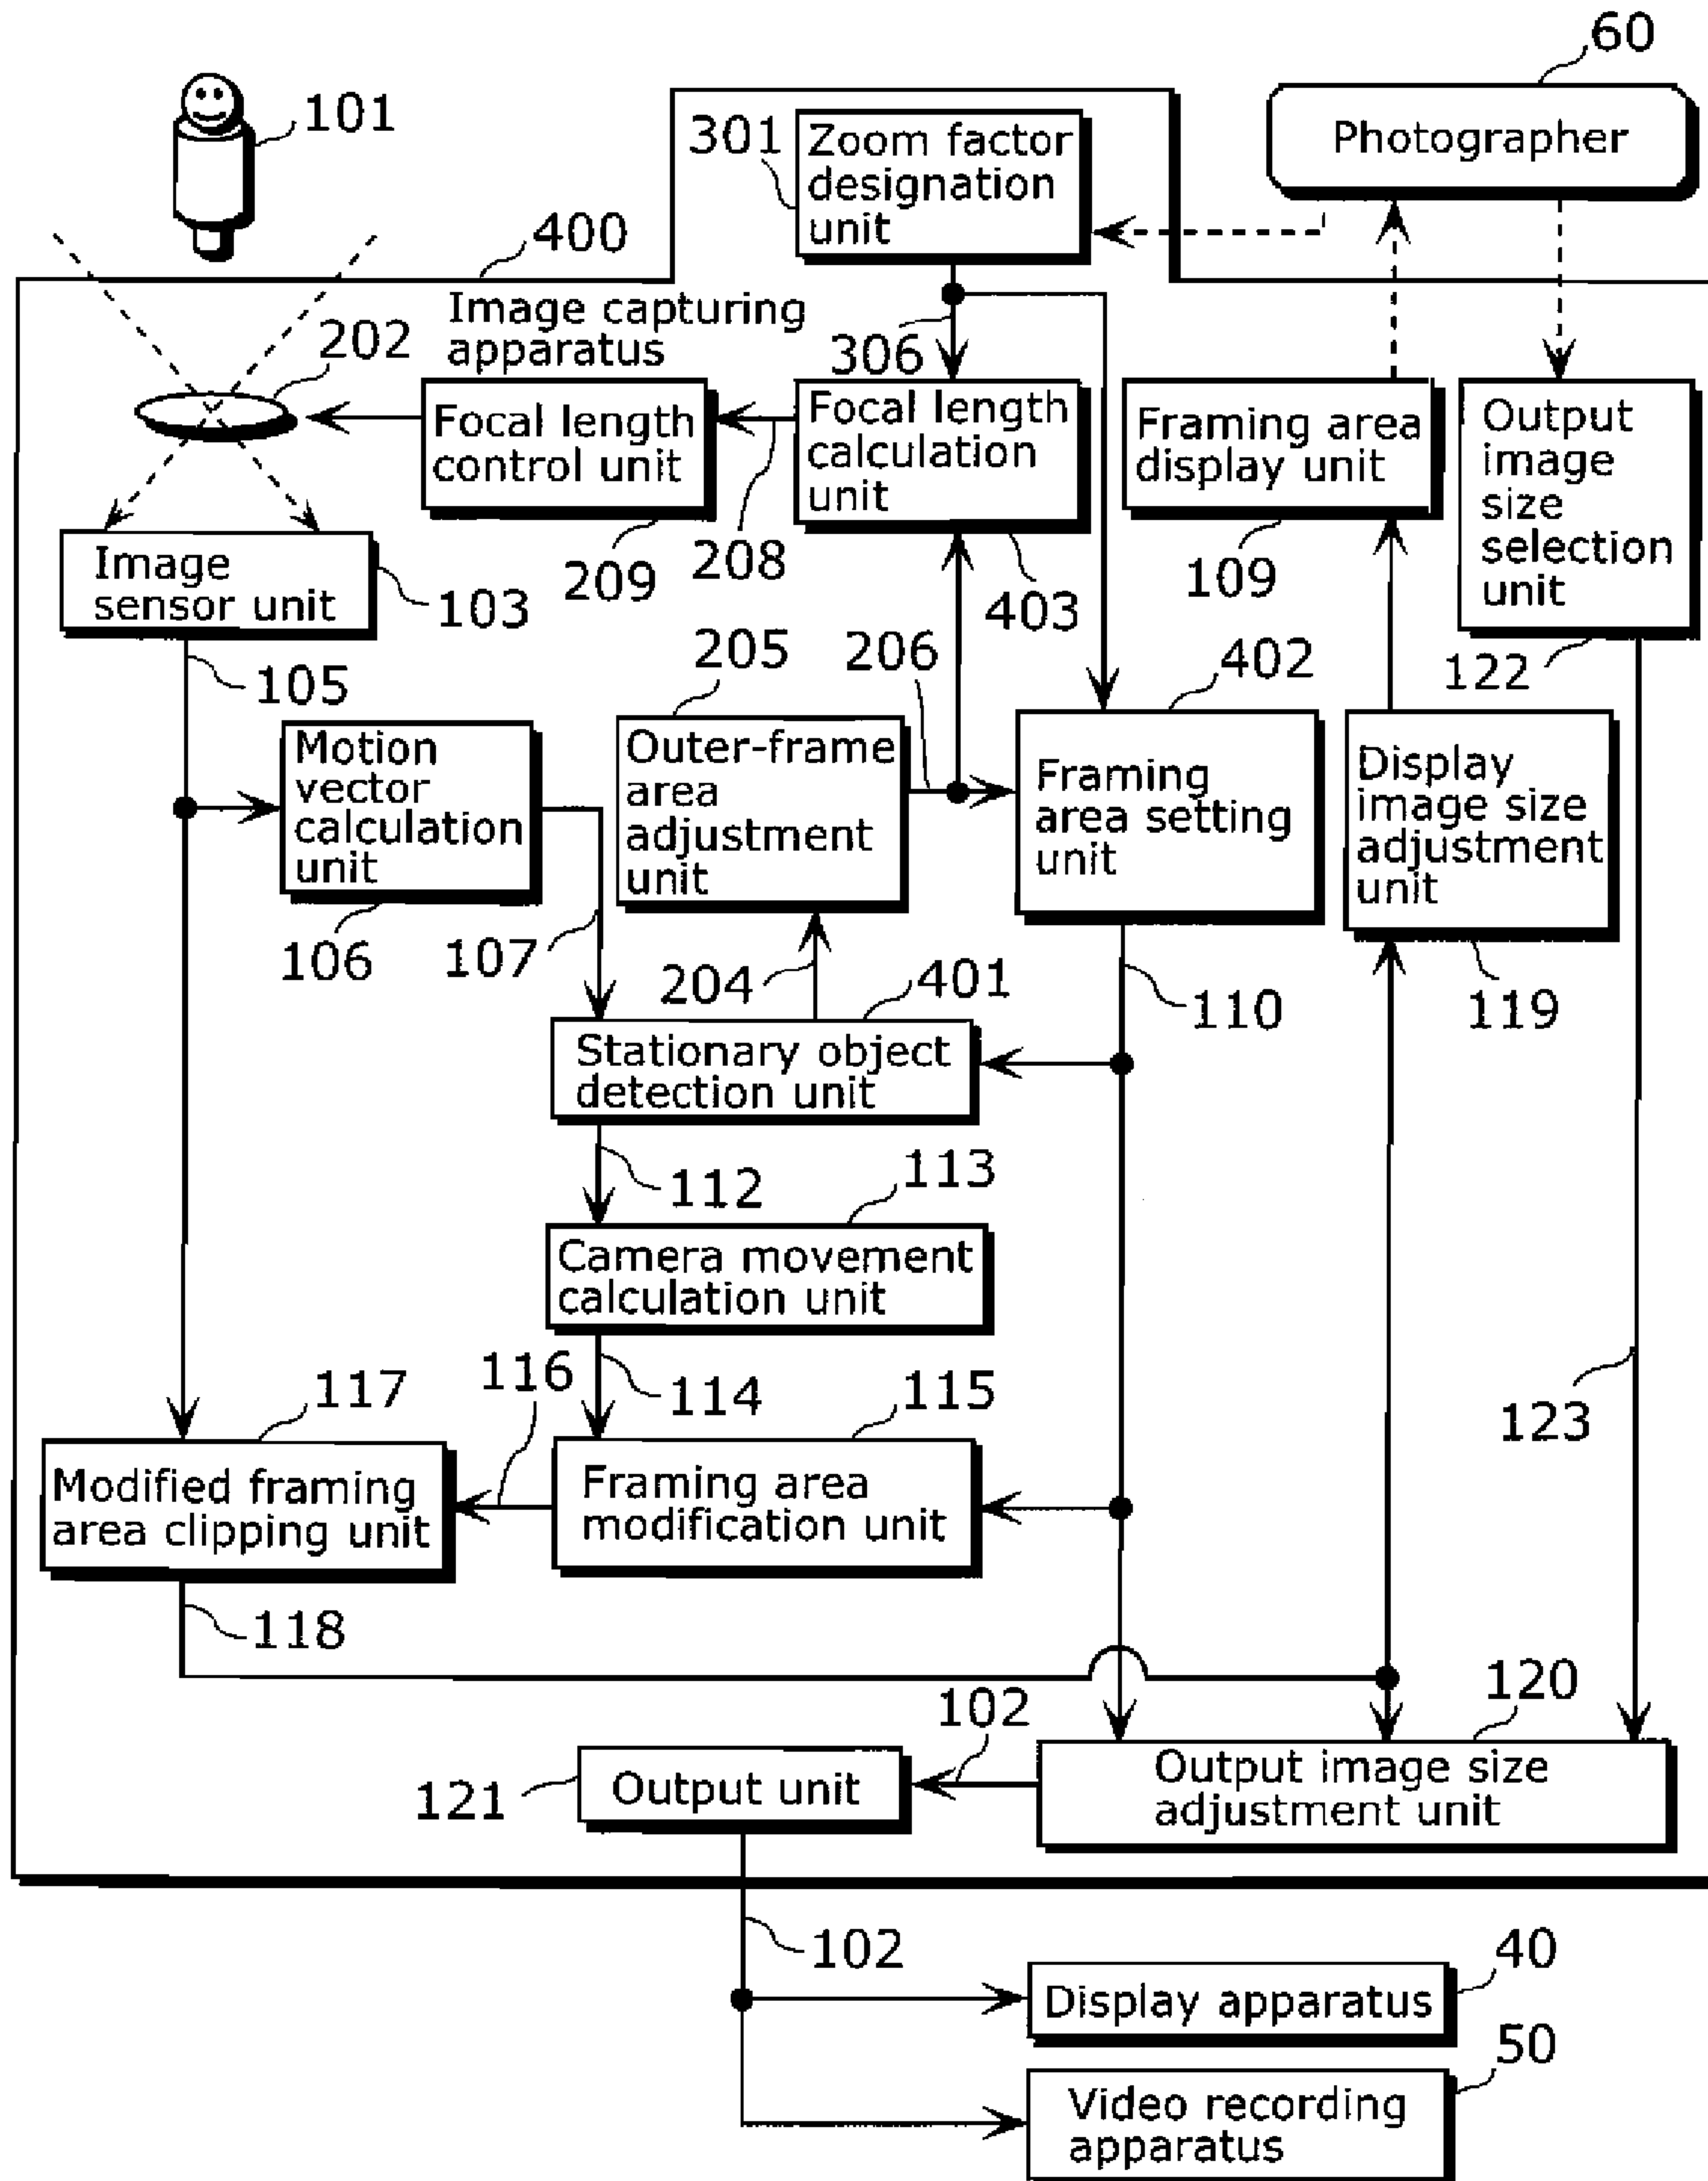 60
101
301
Zoom factor
designation
unit
Photographer
400
Image capturing
apparatus
202
306
Focal length
control unit
Focal length
calculation
unit
Framing area
display unit
Output
image
size
selection
unit
Image
sensor unit
103
209
208
403
109
122
105
205
206
402
Motion
vector
calculation
unit
Outer-frame
area
adjustment
unit
Framing
area setting
unit
Display
image size
adjustment
unit
106
107
204
401
110
119
Stationary object
detection unit
112
113
Camera movement
calculation unit
117
116
114
115
123
Modified framing
area clipping unit
Framing area
modification unit
118
120
102
121
Output unit
Output image size
adjustment unit
102
40
Display apparatus
50
Video recording
apparatus